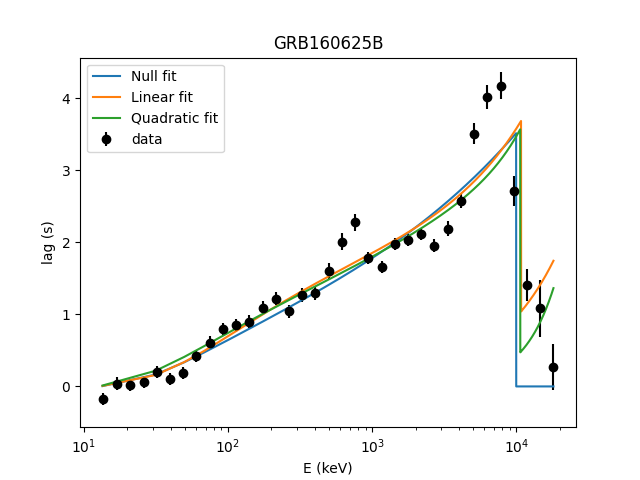 GRB160625B
Null fit
Linear fit
Quadratic fit
data
lag (s)
4
3
2
1
0
10¹ 10² 10³ 10⁴
E (keV)